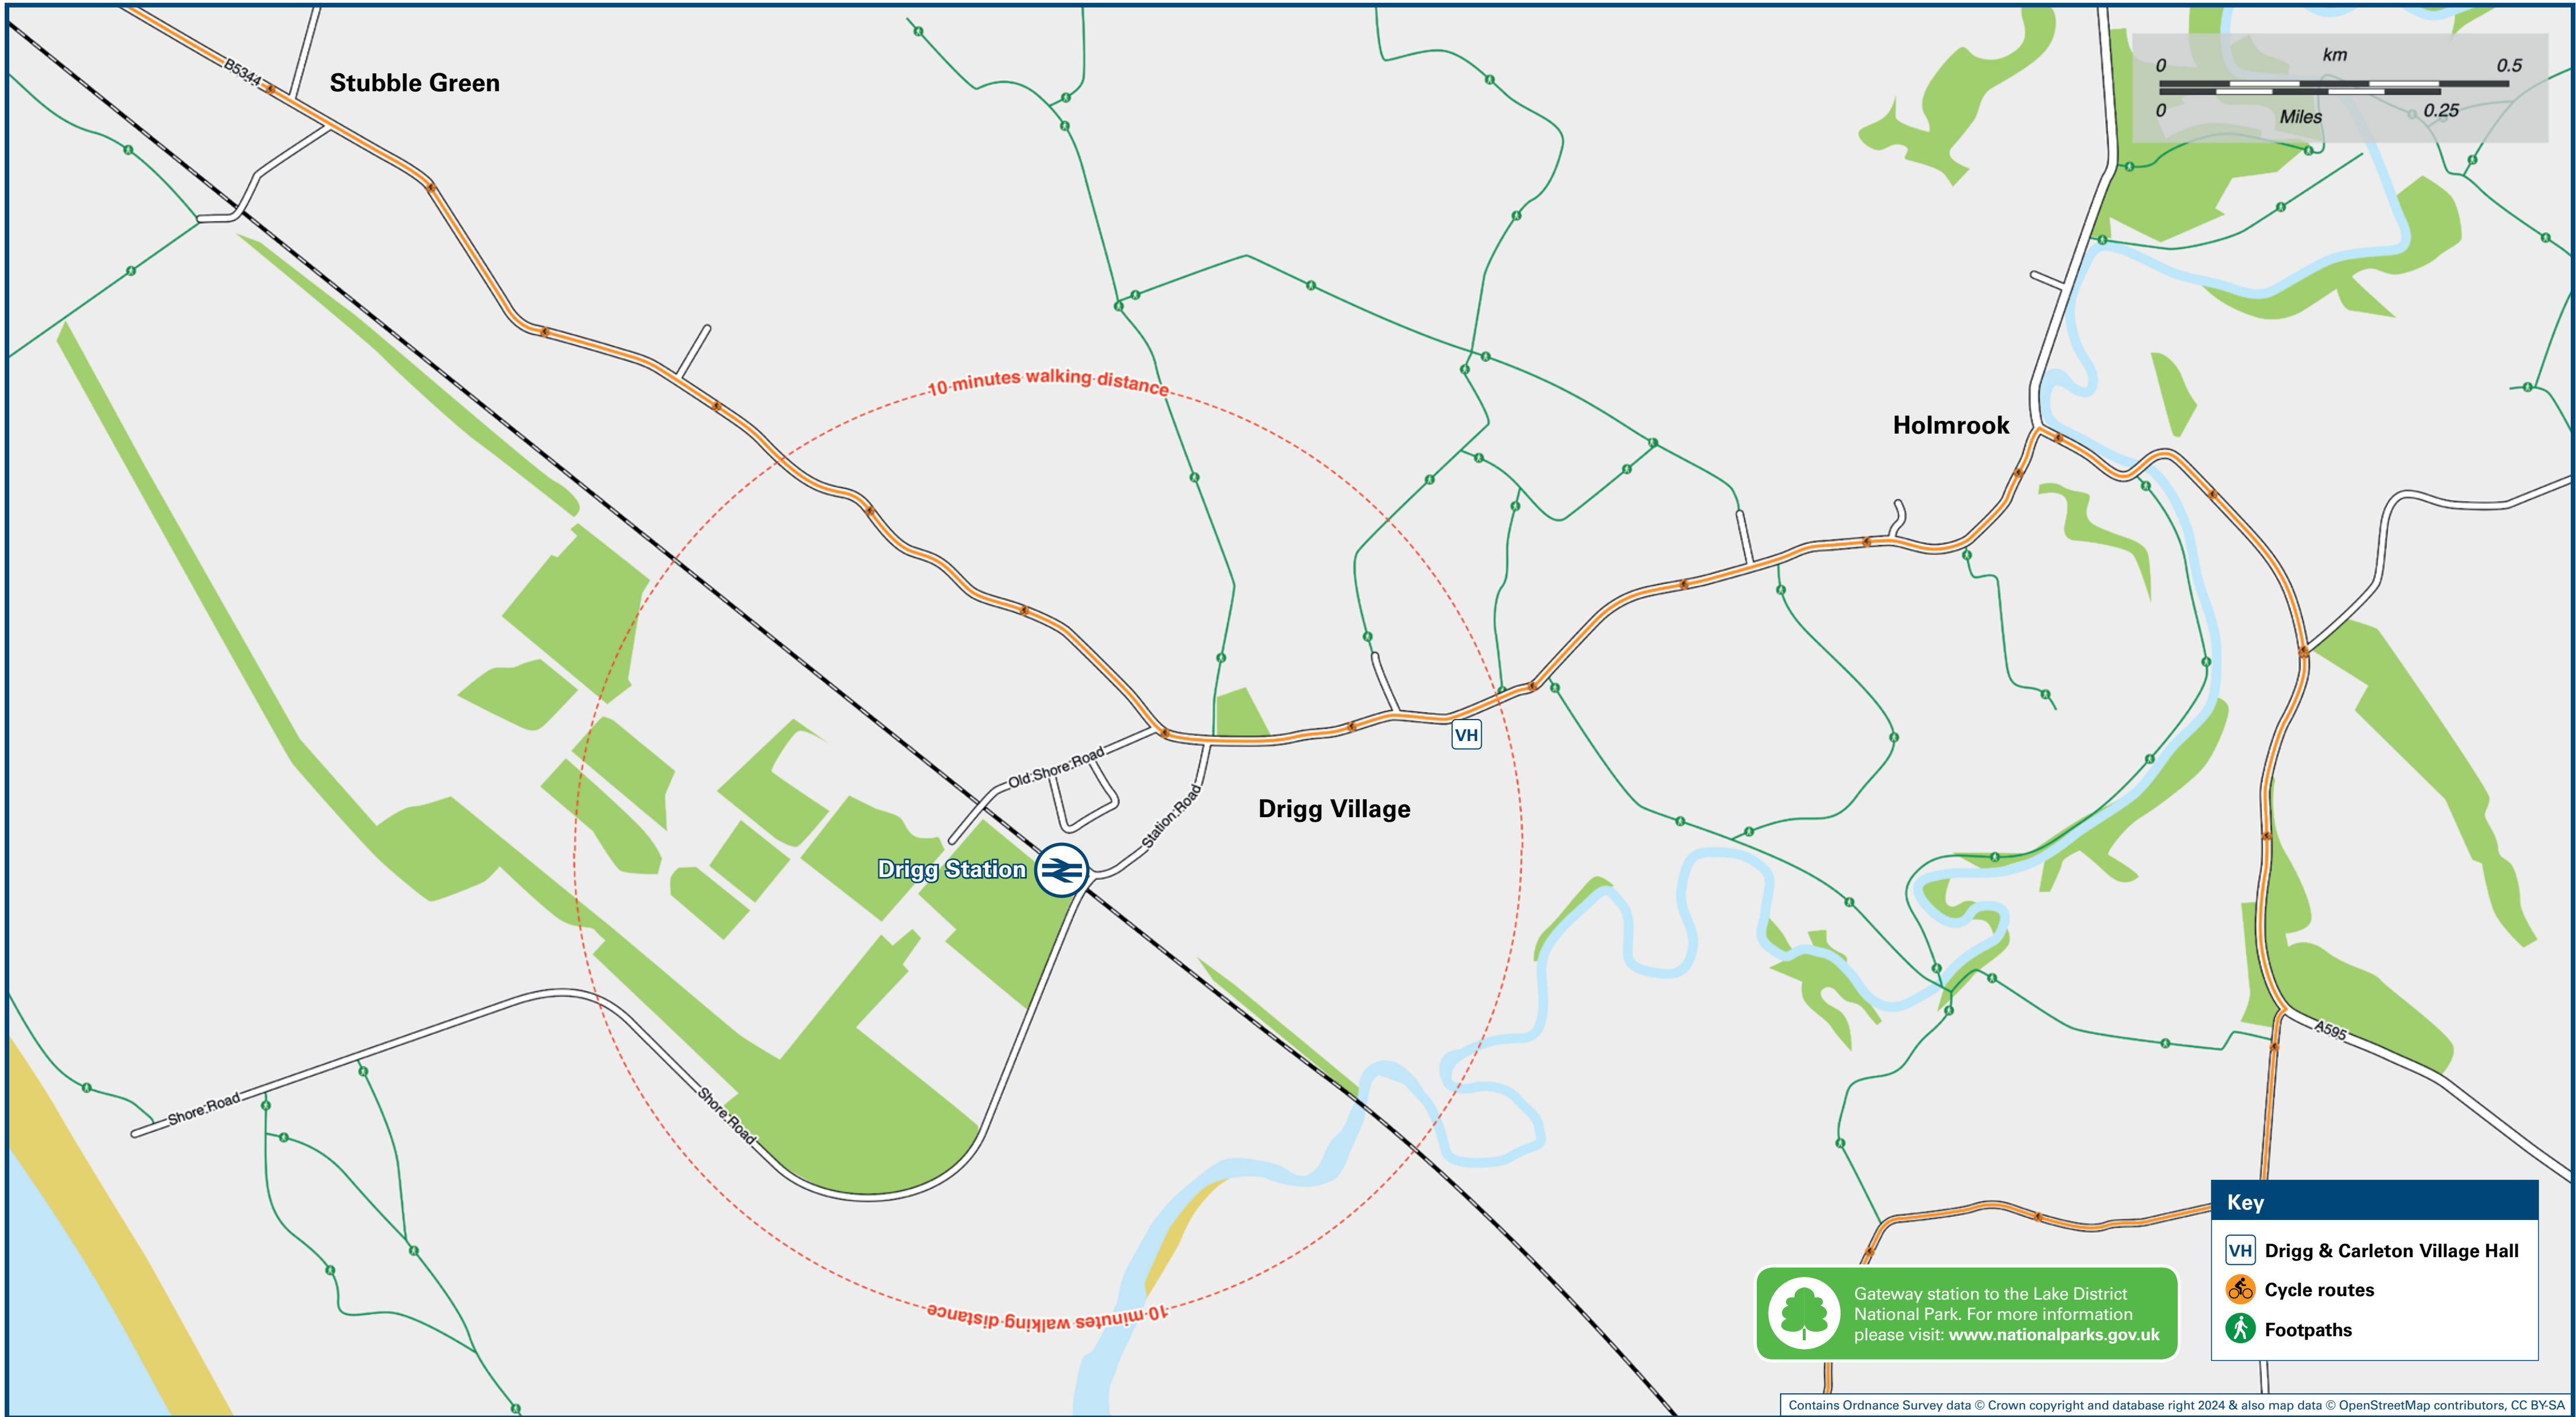 B5344
Stubble Green
km
0
0.5
0
0.25
Miles
10 minutes walking distance
Holmrook
VH
Old Shore Road
Station Road
Drigg Village
Drigg Station
A595
Shore Road
Shore Road
10 minutes walking distance
Key
VH Drigg & Carleton Village Hall
Cycle routes
Footpaths
Gateway station to the Lake District
National Park. For more information
please visit: www.nationalparks.gov.uk
Contains Ordnance Survey data © Crown copyright and database right 2024 & also map data © OpenStreetMap contributors, CC BY-SA